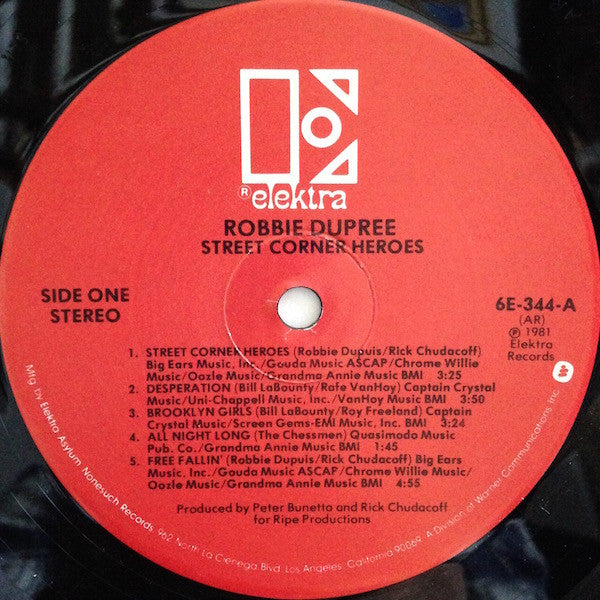 ® elektra
ROBBIE DUPREE
STREET CORNER HEROES
SIDE ONE
STEREO
6E-344-A
(AR)
℗ 1981
Elektra
Records
1. STREET CORNER HEROES (Robbie Dupuis/Rick Chudacoff)
Big Ears Music, Inc./Gouda Music ASCAP/Chrome Willie
Music/Oozle Music/Grandma Annie Music BMI 3:25
2. DESPERATION (Bill LaBounty/Rafe VanHoy) Captain Crystal
Music/Uni-Chappell Music, Inc./VanHoy Music BMI 3:50
3. BROOKLYN GIRLS (Bill LaBounty/Roy Freeland) Captain
Crystal Music/Screen Gems-EMI Music, Inc. BMI 3:24
4. ALL NIGHT LONG (The Chessmen) Quasimodo Music
Pub. Co./Grandma Annie Music BMI 1:45
5. FREE FALLIN' (Robbie Dupuis/Rick Chudacoff) Big Ears
Music, Inc./Gouda Music ASCAP/Chrome Willie Music/
Oozle Music/Grandma Annie Music BMI 4:55
Produced by Peter Bunetta and Rick Chudacoff
for Ripe Productions
Mfg. by Elektra/Asylum/Nonesuch Records, 962 North La Cienega Blvd., Los Angeles, California 90069. A Division of Warner Communications Inc.